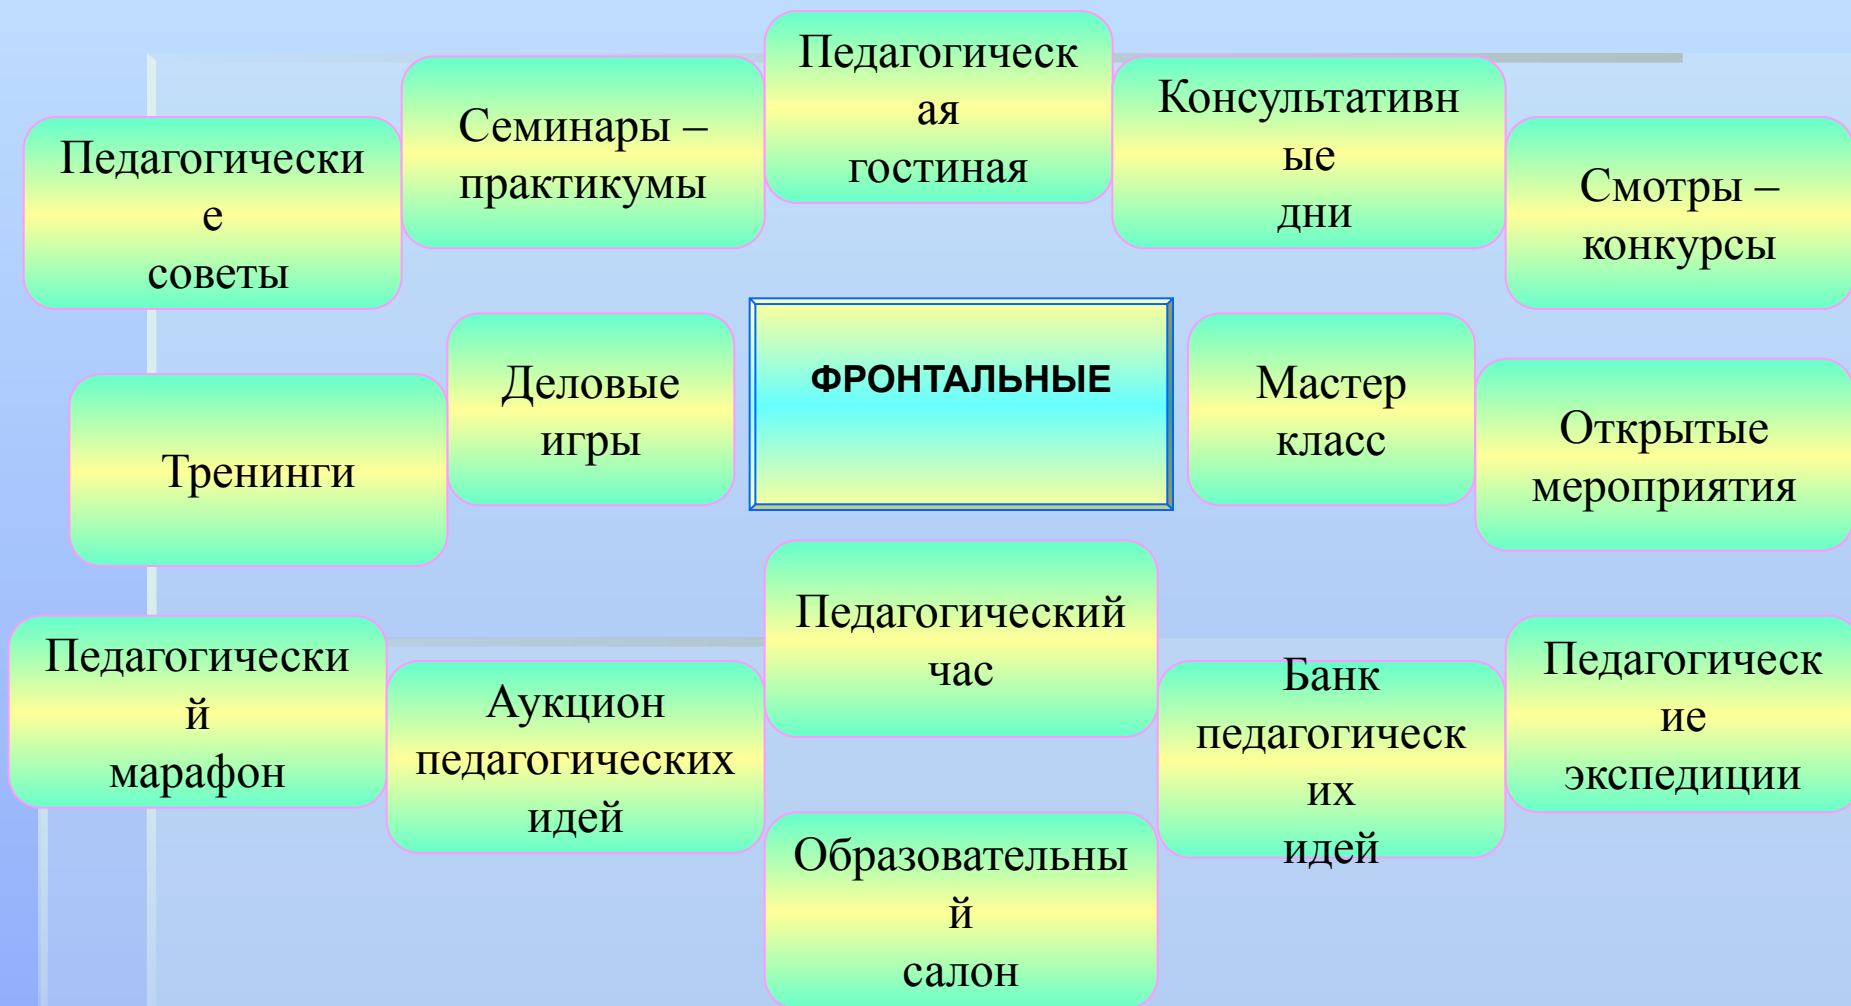 Педагогически
е
советы
Семинары –
практикумы
Педагогическ
ая
гостиная
Консультативн
ые
дни
Смотры –
конкурсы
Тренинги
Деловые
игры
ФРОНТАЛЬНЫЕ
Мастер
класс
Открытые
мероприятия
Педагогически
й
марафон
Аукцион
педагогических
идей
Педагогический
час
Образовательны
й
салон
Банк
педагогическ
их
идей
Педагогическ
ие
экспедиции